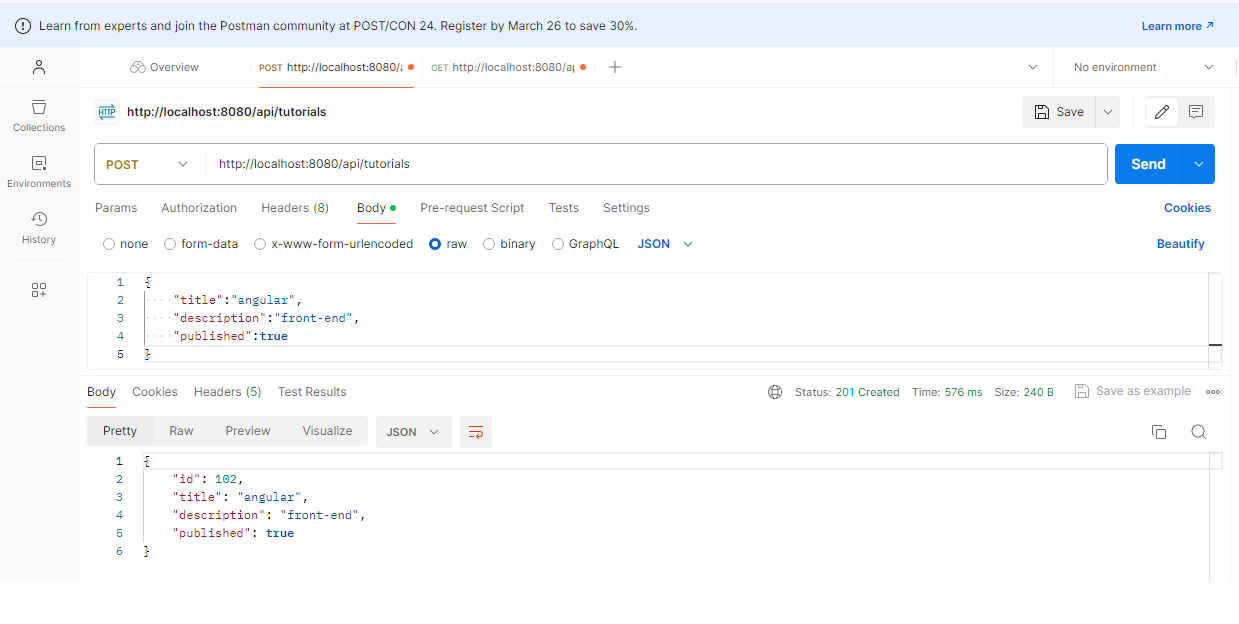 Learn from experts and join the Postman community at POST/CON 24. Register by March 26 to save 30%. Learn more
Overview POST http://localhost:8080/a GET http://localhost:8080/ap No environment
Collections
Environments
History
HTTP http://localhost:8080/api/tutorials Save
POST http://localhost:8080/api/tutorials Send
Params Authorization Headers (8) Body Pre-request Script Tests Settings Cookies
none form-data x-www-form-urlencoded raw binary GraphQL JSON Beautify
1 {
2 "title":"angular",
3 "description":"front-end",
4 "published":true
5 }
Body Cookies Headers (5) Test Results Status: 201 Created Time: 576 ms Size: 240 B Save as example
Pretty Raw Preview Visualize JSON
1 {
2 "id": 102,
3 "title": "angular",
4 "description": "front-end",
5 "published": true
6 }